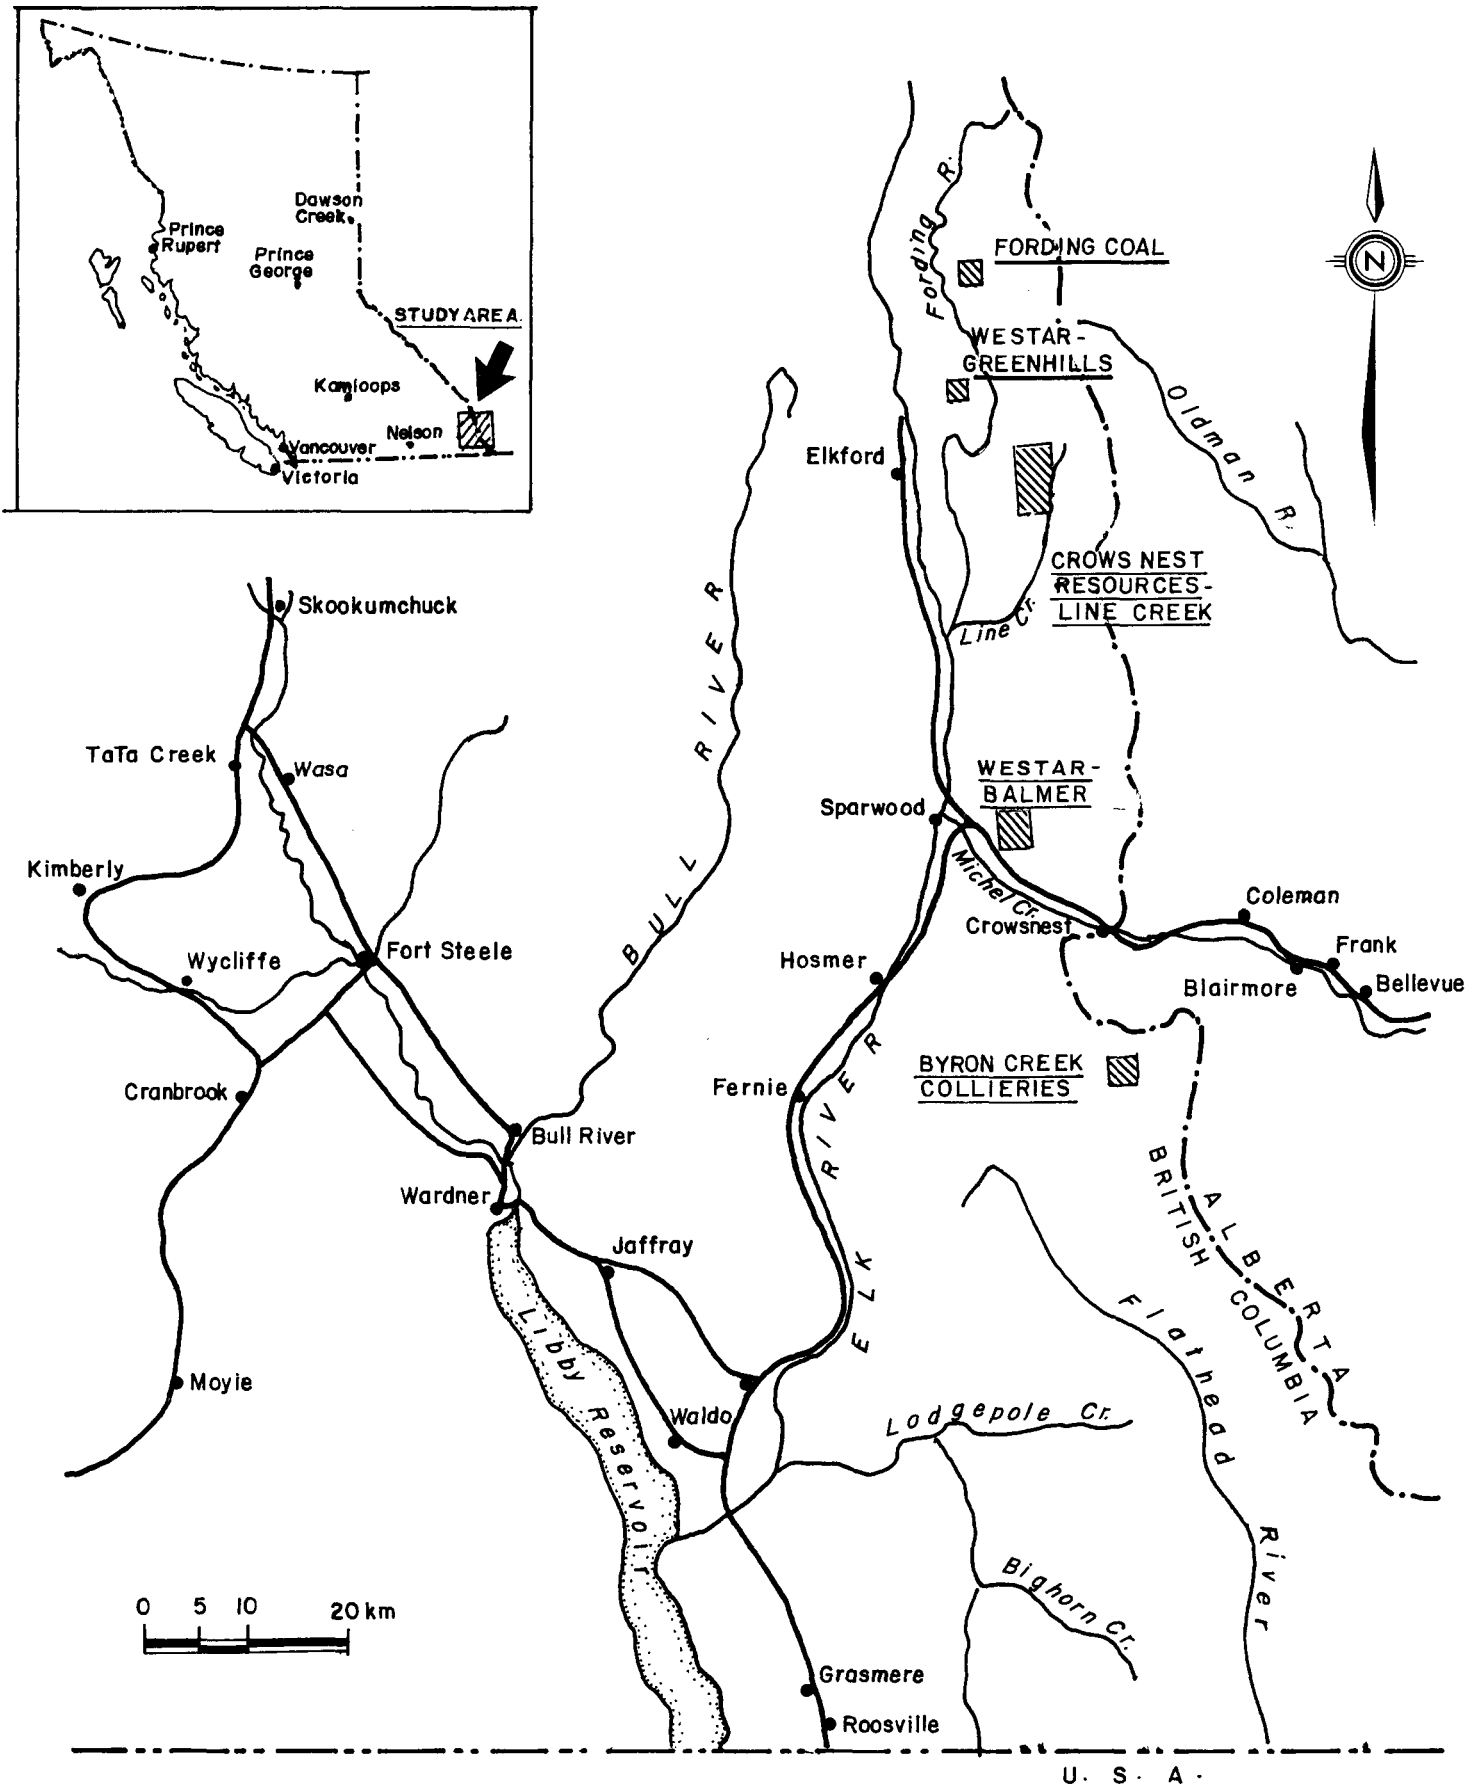 Dawson
Creek
Prince
Rupert
Prince
George
STUDY AREA
Kamloops
Nelson
Vancouver
Victoria
Fording R.
FORDING COAL
N
WESTAR-
GREENHILLS
Oldman R.
Elkford
CROWS NEST
RESOURCES-
LINE CREEK
Line Cr.
Skookumchuck
BULL RIVER
TaTa Creek
Wasa
WESTAR-
BALMER
Sparwood
Kimberly
Michel Cr.
Coleman
Crowsnest
Frank
Fort Steele
Wycliffe
Hosmer
Blairmore
Bellevue
BYRON CREEK
COLLIERIES
Fernie
Cranbrook
Bull River
ELK RIVER
Wardner
ALBERTA
BRITISH COLUMBIA
Jaffray
Libby Reservoir
Flathead River
Moyie
Waldo
Lodgepole Cr.
Bighorn Cr.
0 5 10 20 km
Grasmere
Roosville
U. S. A.